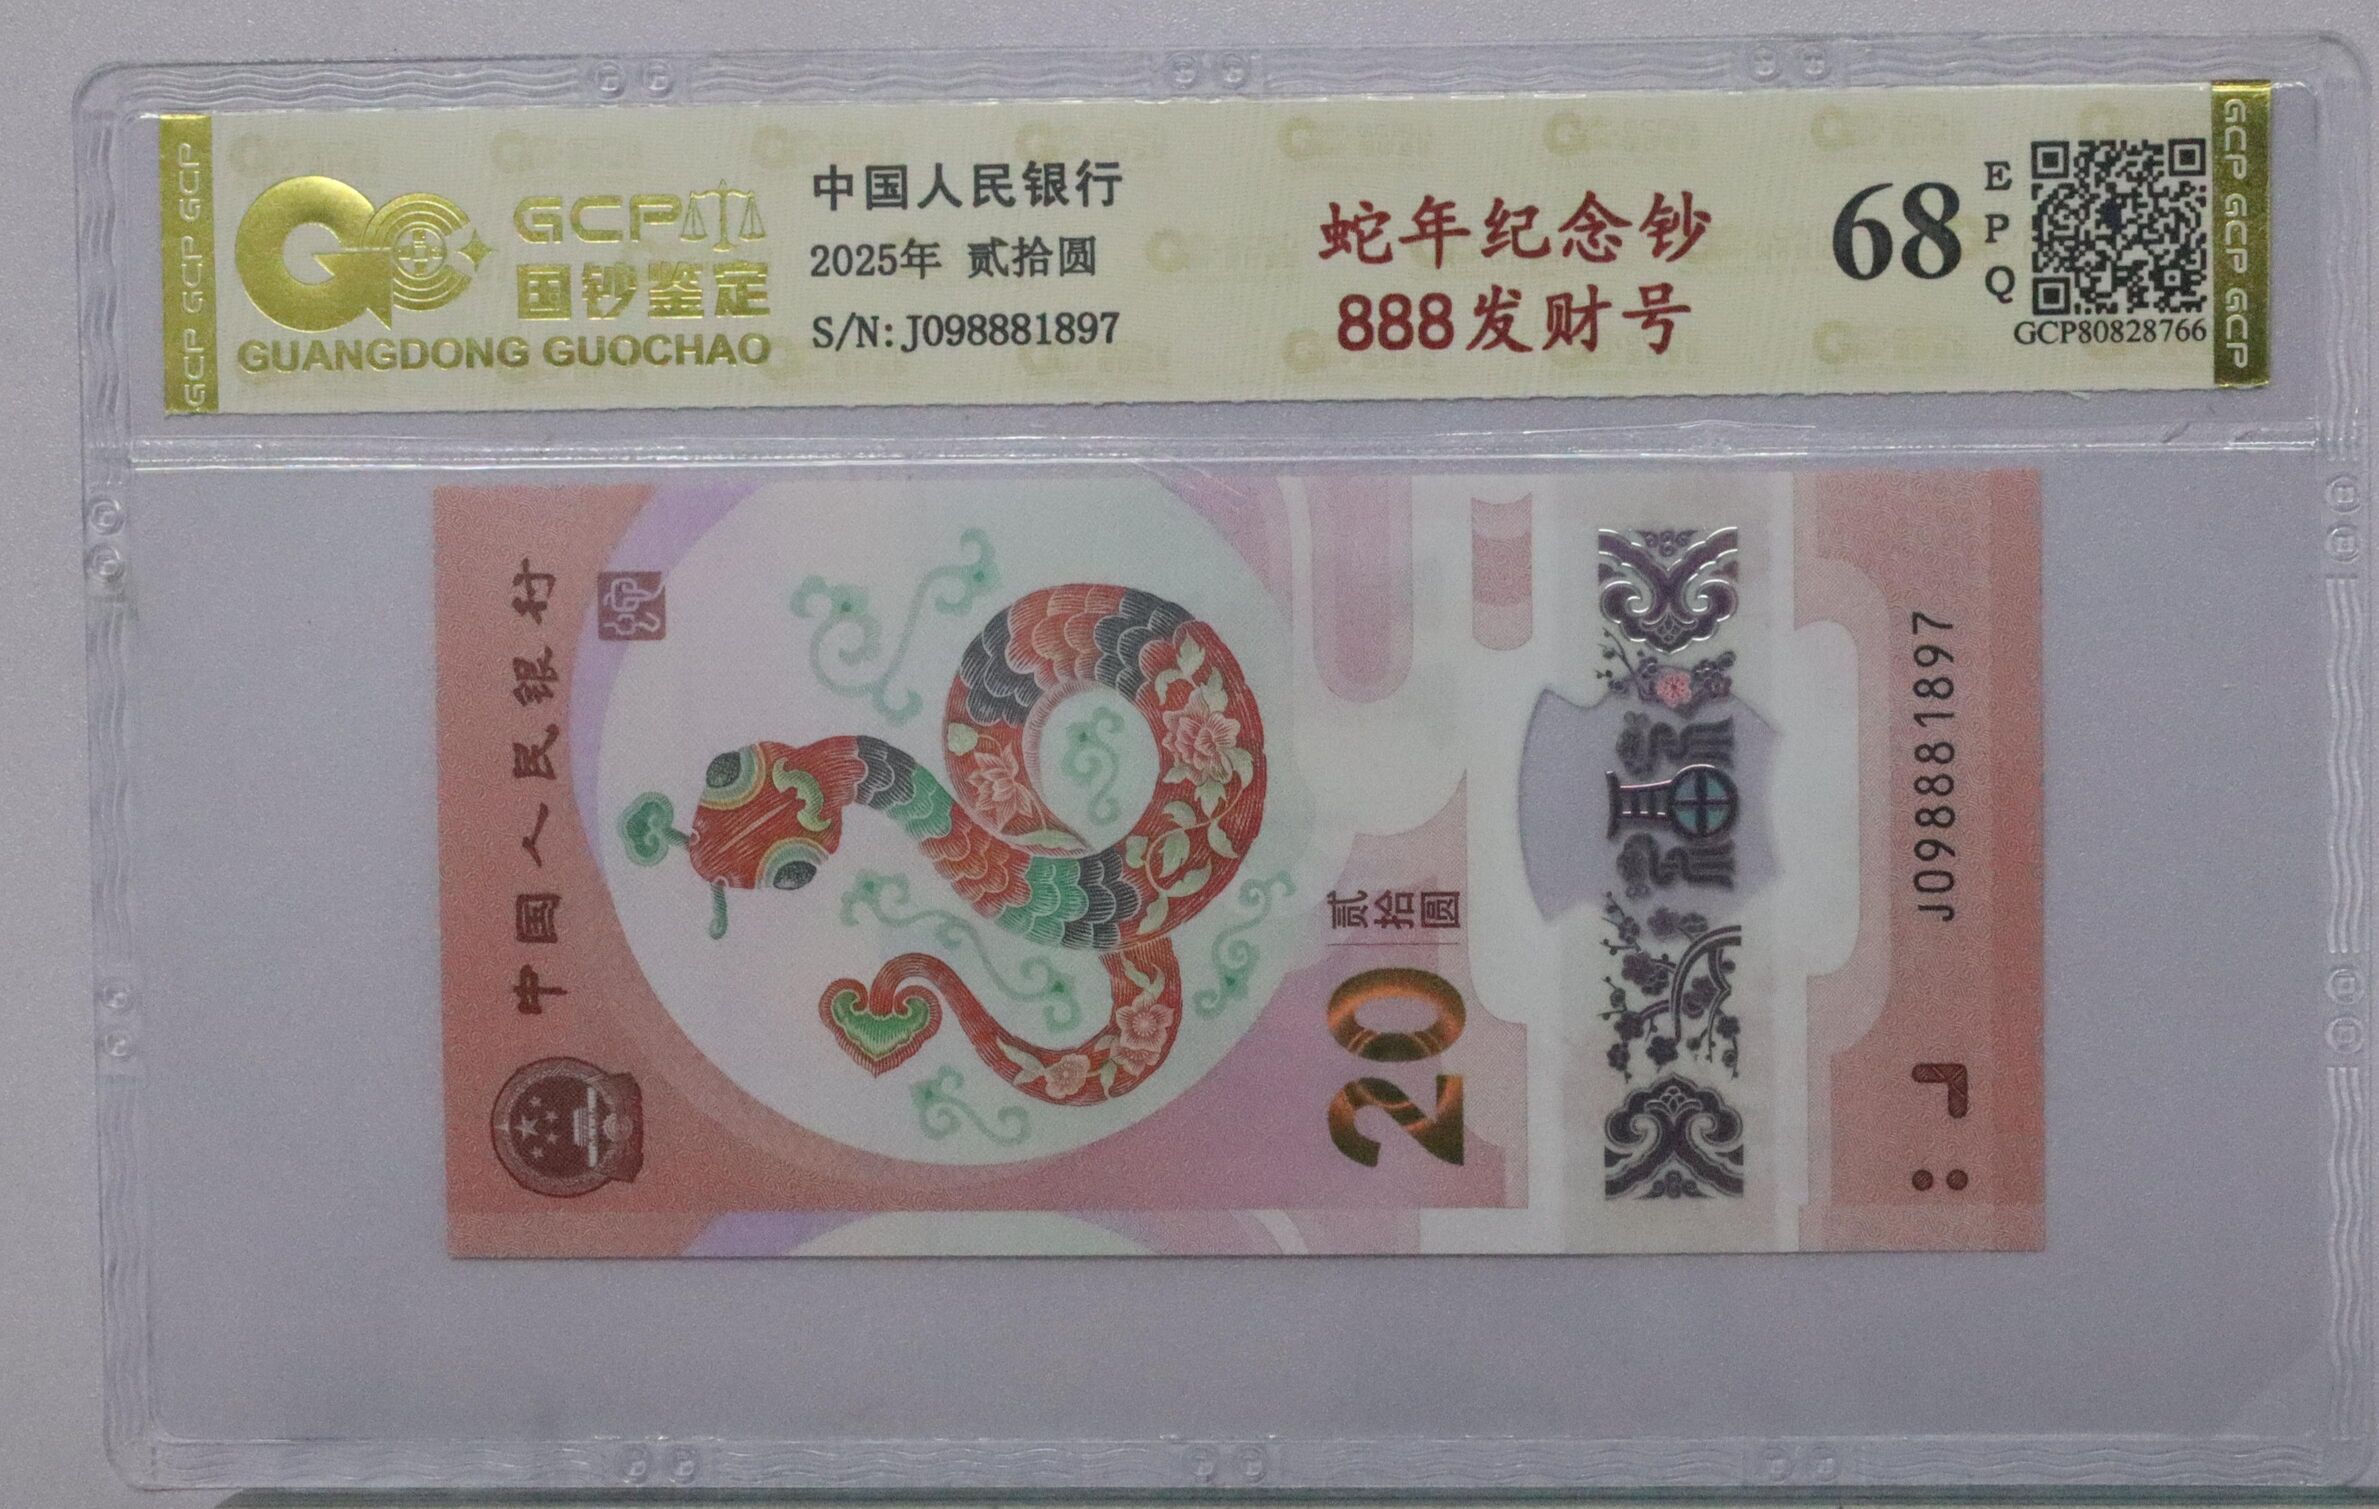 GCP
国钞鉴定
GUANGDONG GUOCHAO
中国人民银行
2025年 贰拾圆
S/N: J098881897
蛇年纪念钞
888发财号
68
EPQ
GCP80828766
GCP GCP GCP
GCP GCP GCP
中国人民银行
贰拾圆
20
J098881897